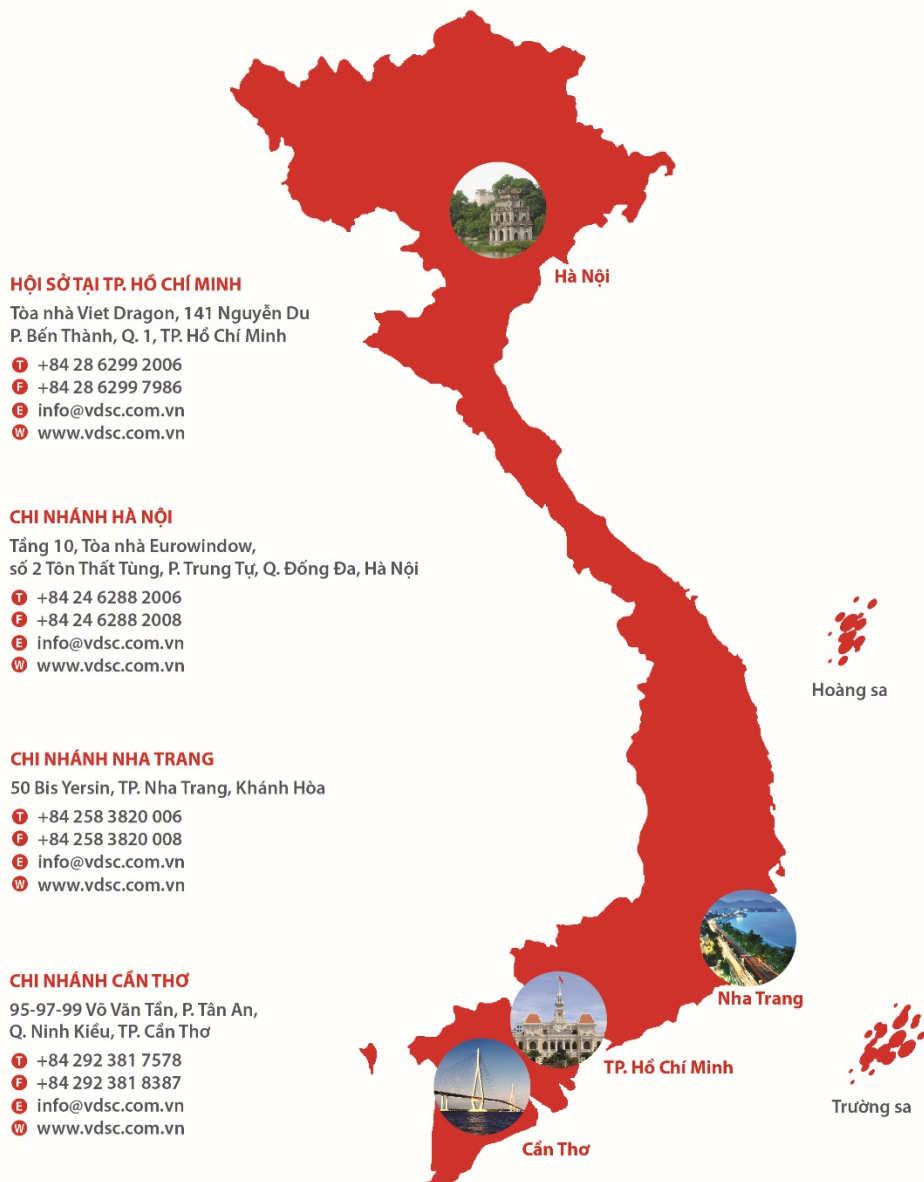 HỘI SỞ TẠI TP. HỒ CHÍ MINH
Tòa nhà Viet Dragon, 141 Nguyễn Du
P. Bến Thành, Q. 1, TP. Hồ Chí Minh
T +84 28 6299 2006
F +84 28 6299 7986
E info@vdsc.com.vn
W www.vdsc.com.vn
CHI NHÁNH HÀ NỘI
Tầng 10, Tòa nhà Eurowindow,
số 2 Tôn Thất Tùng, P. Trung Tự, Q. Đống Đa, Hà Nội
T +84 24 6288 2006
F +84 24 6288 2008
E info@vdsc.com.vn
W www.vdsc.com.vn
CHI NHÁNH NHA TRANG
50 Bis Yersin, TP. Nha Trang, Khánh Hòa
T +84 258 3820 006
F +84 258 3820 008
E info@vdsc.com.vn
W www.vdsc.com.vn
CHI NHÁNH CẦN THƠ
95-97-99 Võ Văn Tần, P. Tân An,
Q. Ninh Kiều, TP. Cần Thơ
T +84 292 381 7578
F +84 292 381 8387
E info@vdsc.com.vn
W www.vdsc.com.vn
Hà Nội
Hoàng sa
Nha Trang
TP. Hồ Chí Minh
Trường sa
Cần Thơ